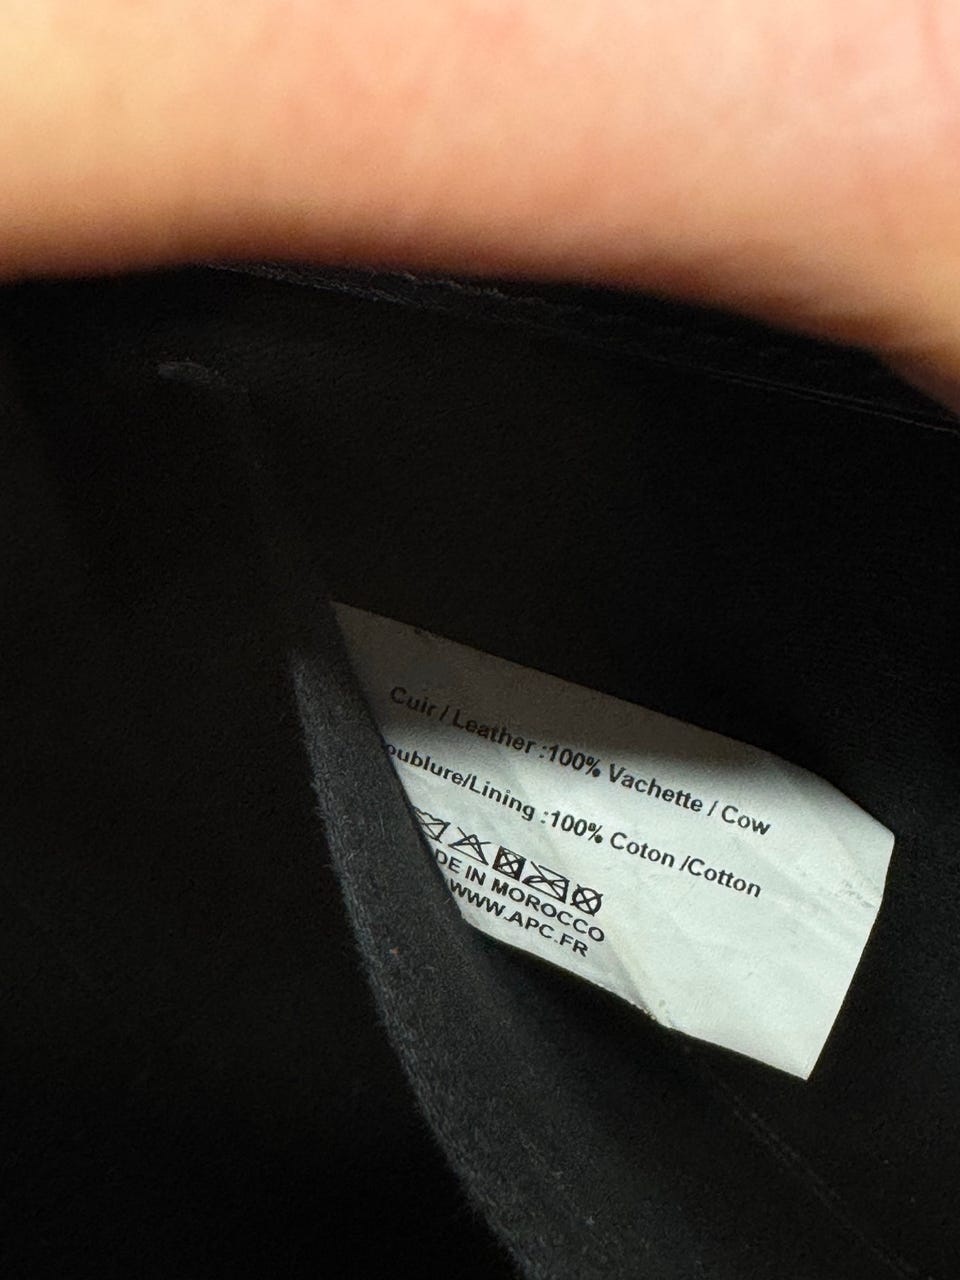 Cuir / Leather :100% Vachette / Cow
oublure/Lining :100% Coton /Cotton
DE IN MOROCCO
WWW.APC.FR